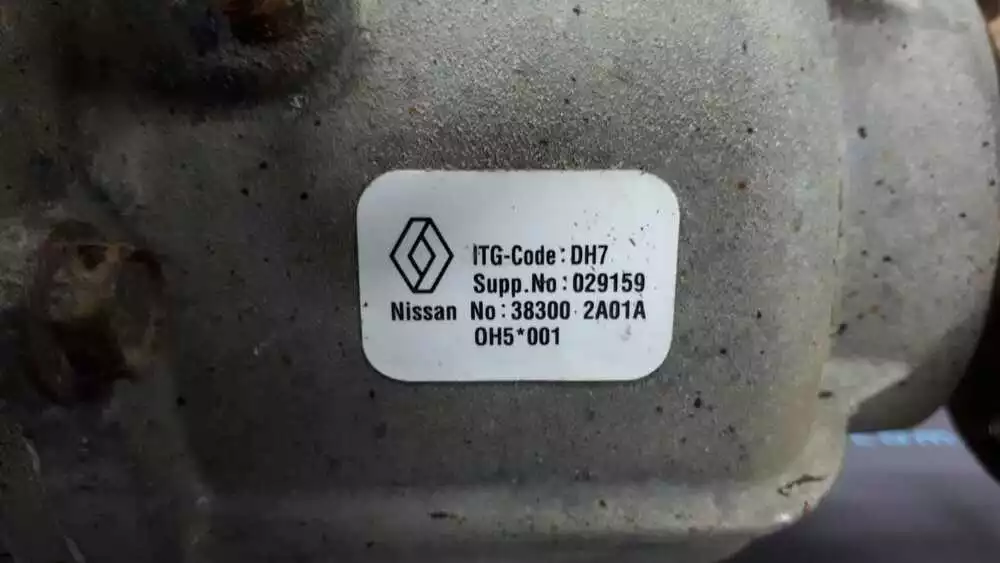 ITG-Code: DH7
Supp.No: 029159
Nissan No: 38300 2A01A
OH5*001